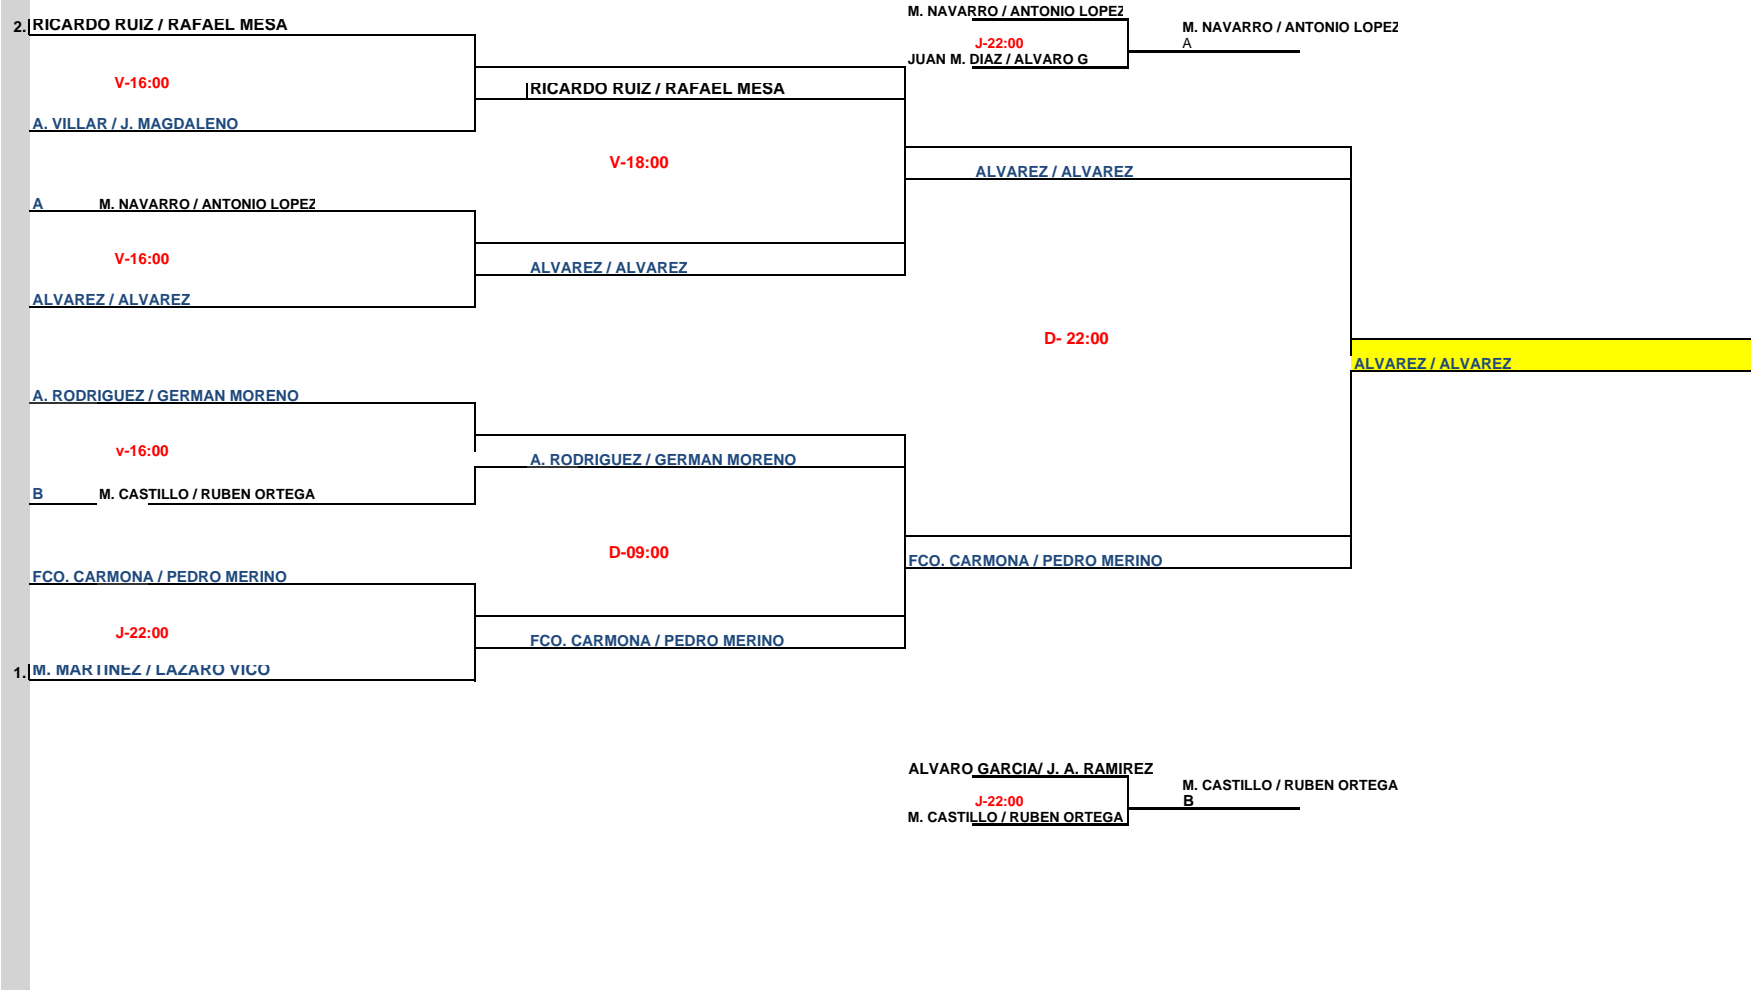 M. NAVARRO / ANTONIO LOPEZ
2. RICARDO RUIZ / RAFAEL MESA
M. NAVARRO / ANTONIO LOPEZ
J-22:00
A
JUAN M. DIAZ / ALVARO G
V-16:00
RICARDO RUIZ / RAFAEL MESA
A. VILLAR / J. MAGDALENO
V-18:00
ALVAREZ / ALVAREZ
A M. NAVARRO / ANTONIO LOPEZ
V-16:00
ALVAREZ / ALVAREZ
ALVAREZ / ALVAREZ
D- 22:00
ALVAREZ / ALVAREZ
A. RODRIGUEZ / GERMAN MORENO
v-16:00
A. RODRIGUEZ / GERMAN MORENO
B M. CASTILLO / RUBEN ORTEGA
D-09:00
FCO. CARMONA / PEDRO MERINO
FCO. CARMONA / PEDRO MERINO
J-22:00
FCO. CARMONA / PEDRO MERINO
1. M. MARTINEZ / LAZARO VICO
ALVARO GARCIA/ J. A. RAMIREZ
M. CASTILLO / RUBEN ORTEGA
J-22:00
B
M. CASTILLO / RUBEN ORTEGA